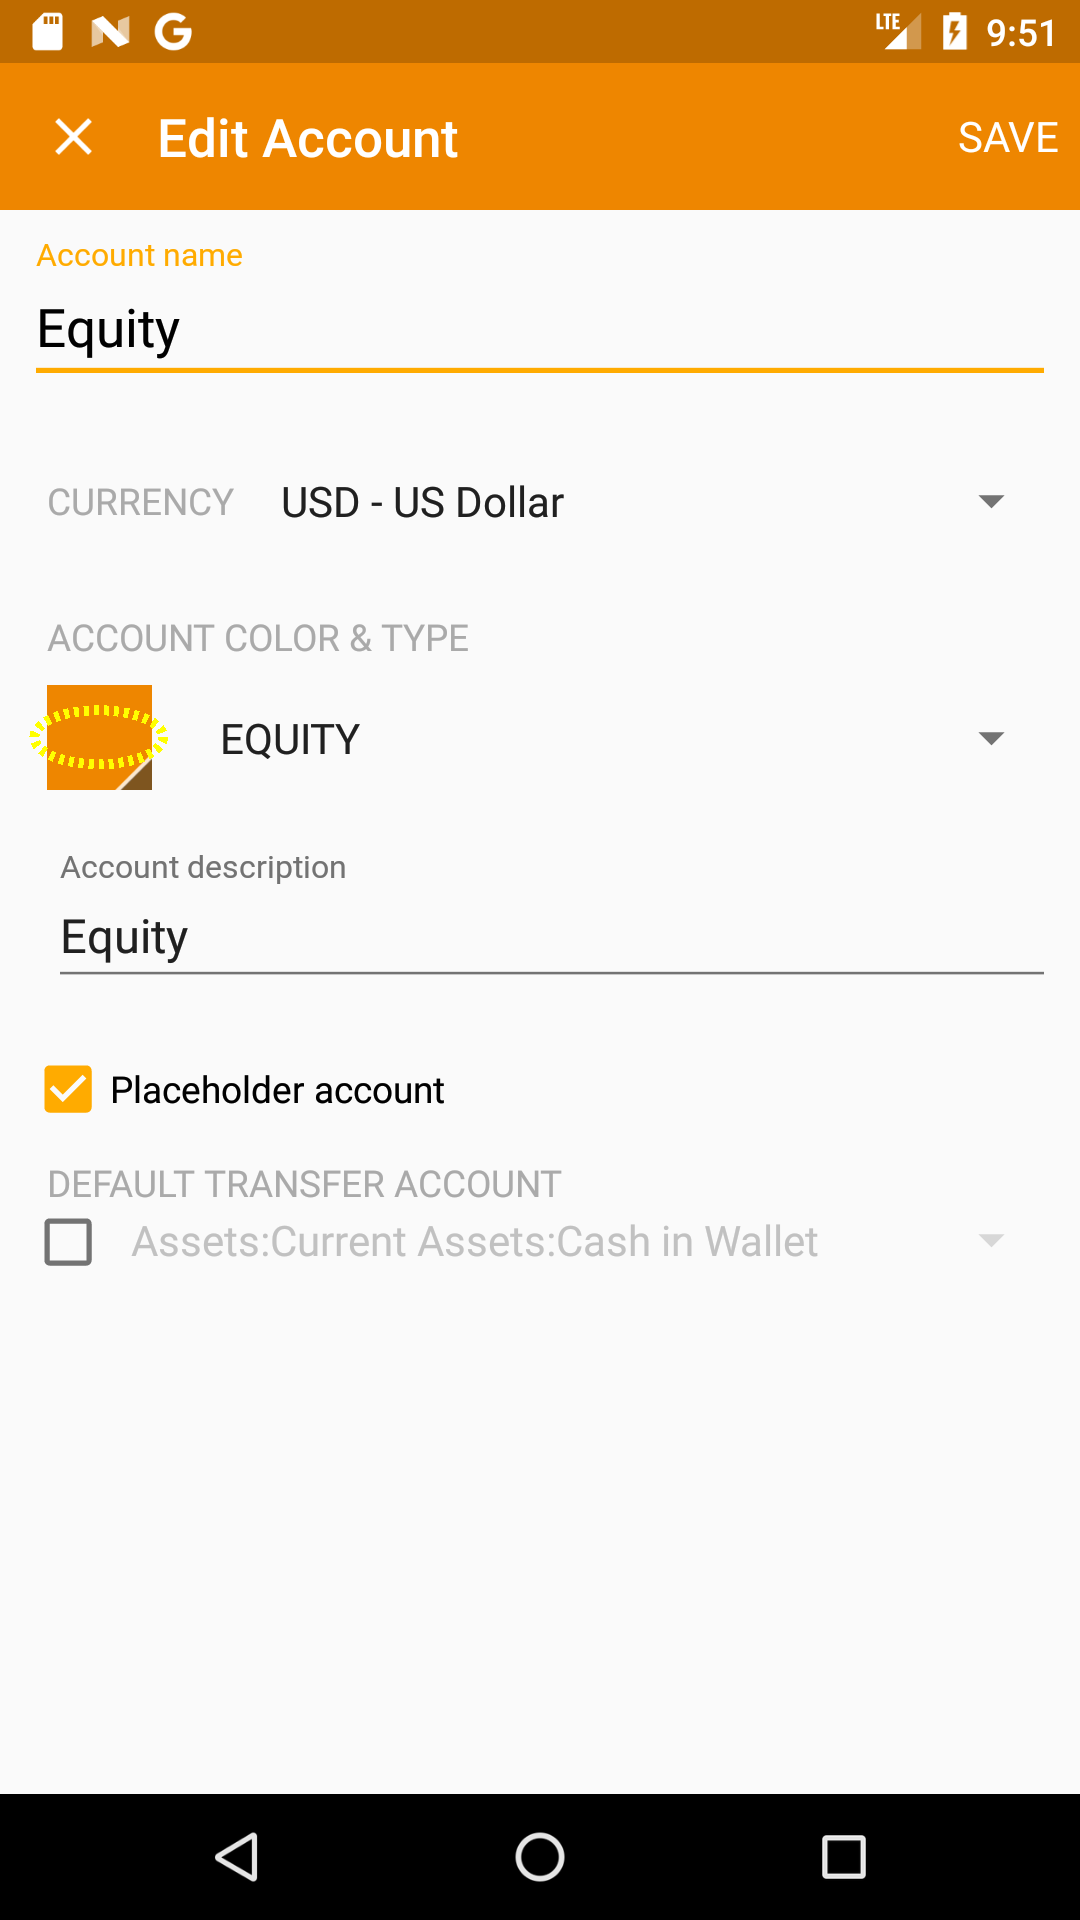 LTE 9:51
Edit Account SAVE
Account name
Equity
CURRENCY USD - US Dollar
ACCOUNT COLOR & TYPE
EQUITY
Account description
Equity
Placeholder account
DEFAULT TRANSFER ACCOUNT
Assets:Current Assets:Cash in Wallet